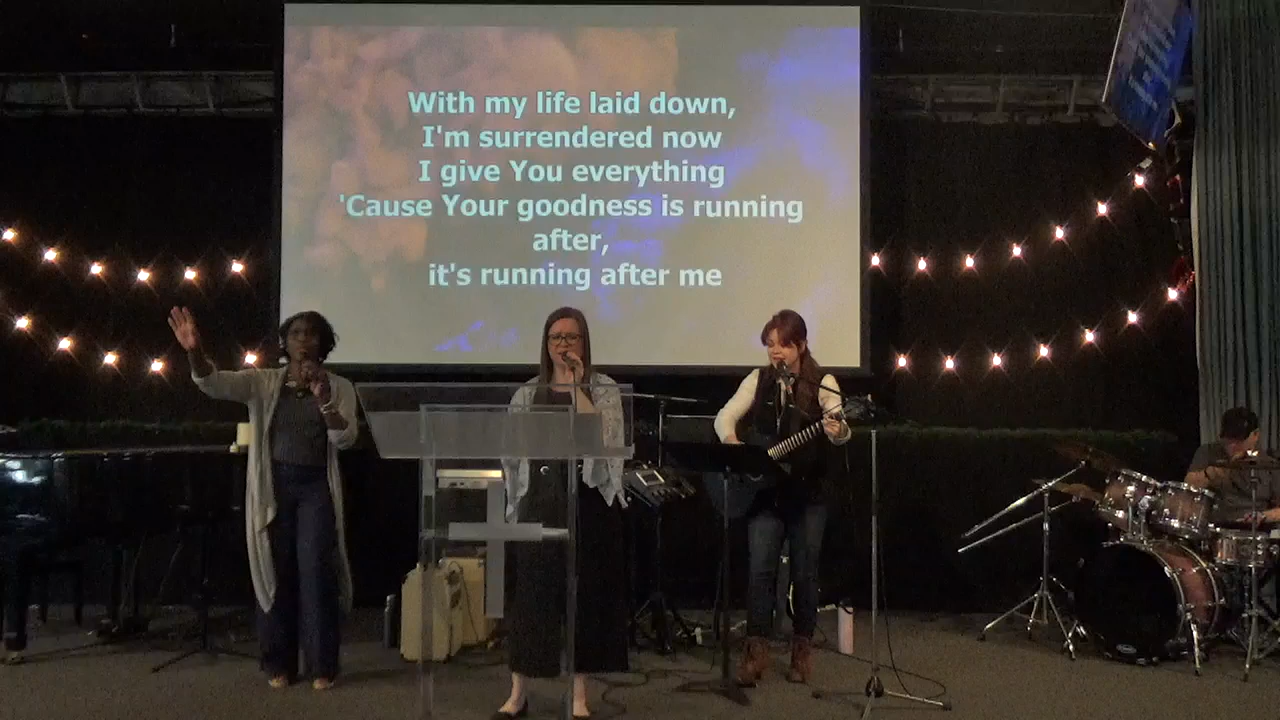 With my life laid down,
I'm surrendered now
I give You everything
'Cause Your goodness is running
after,
it's running after me